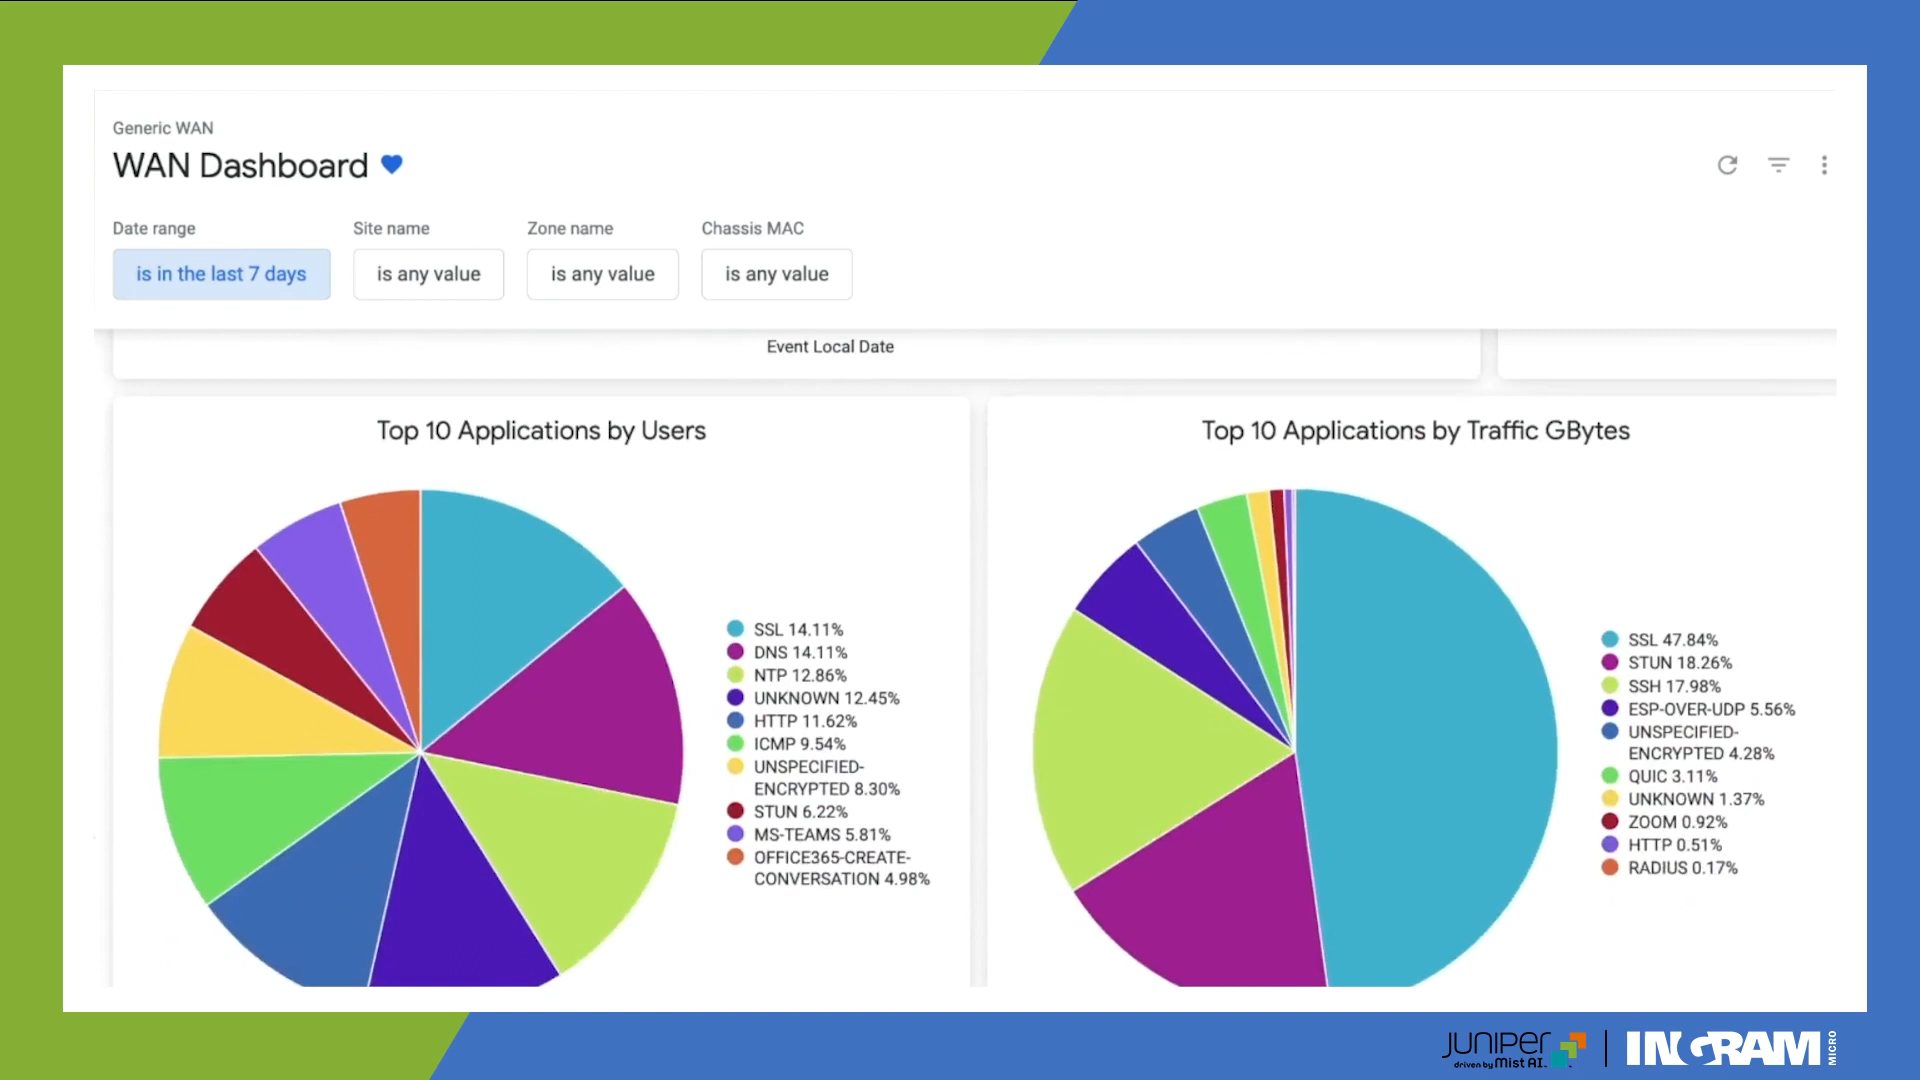 Generic WAN
WAN Dashboard
Date range
Site name
Zone name
Chassis MAC
is in the last 7 days
is any value
is any value
is any value
Event Local Date
Top 10 Applications by Users
SSL 14.11%
DNS 14.11%
NTP 12.86%
UNKNOWN 12.45%
HTTP 11.62%
ICMP 9.54%
UNSPECIFIED-
ENCRYPTED 8.30%
STUN 6.22%
MS-TEAMS 5.81%
OFFICE365-CREATE-
CONVERSATION 4.98%
Top 10 Applications by Traffic GBytes
SSL 47.84%
STUN 18.26%
SSH 17.98%
ESP-OVER-UDP 5.56%
UNSPECIFIED-
ENCRYPTED 4.28%
QUIC 3.11%
UNKNOWN 1.37%
ZOOM 0.92%
HTTP 0.51%
RADIUS 0.17%
JUNIPER
driven by Mist AI
INGRAM
MICRO